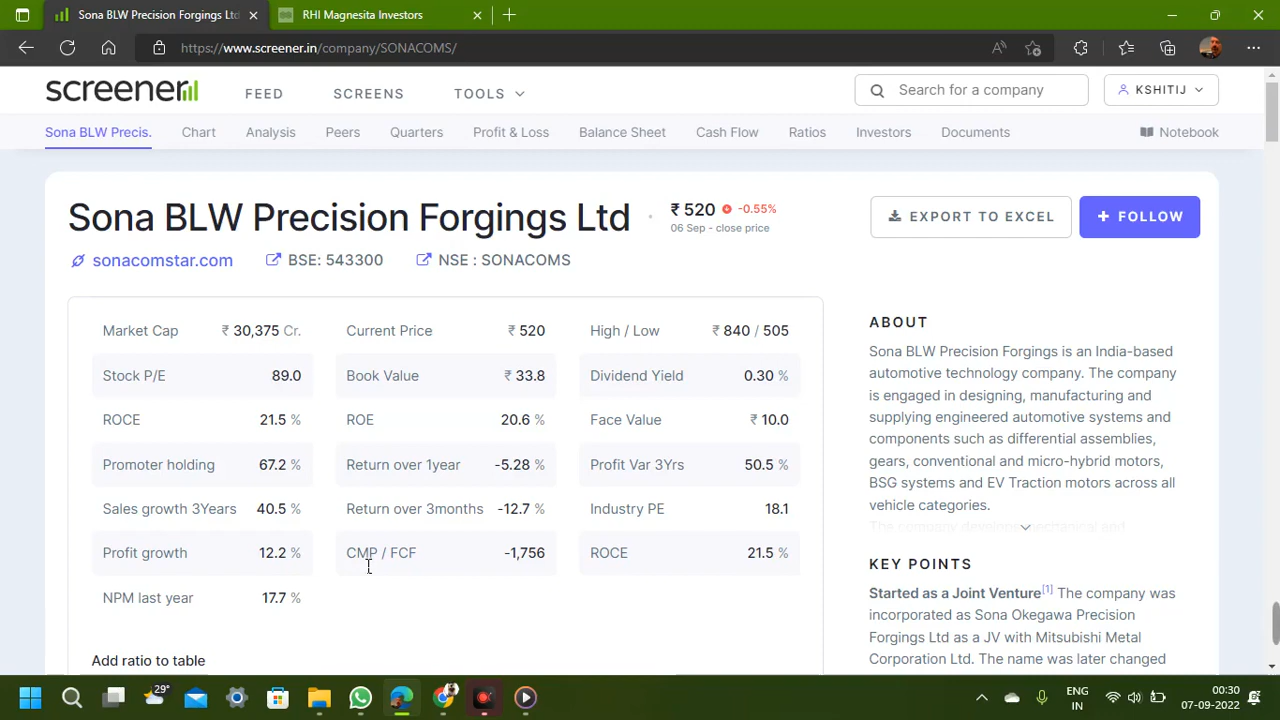 Sona BLW Precision Forgings Ltd
RHI Magnesita Investors
https://www.screener.in/company/SONACOMS/
screener
FEED
SCREENS
TOOLS
Search for a company
KSHITIJ
Sona BLW Precis.
Chart
Analysis
Peers
Quarters
Profit & Loss
Balance Sheet
Cash Flow
Ratios
Investors
Documents
Notebook
Sona BLW Precision Forgings Ltd
₹ 520 -0.55%
06 Sep - close price
EXPORT TO EXCEL
+ FOLLOW
sonacomstar.com
BSE: 543300
NSE : SONACOMS
Market Cap ₹ 30,375 Cr.
Current Price ₹ 520
High / Low ₹ 840 / 505
Stock P/E 89.0
Book Value ₹ 33.8
Dividend Yield 0.30 %
ROCE 21.5 %
ROE 20.6 %
Face Value ₹ 10.0
Promoter holding 67.2 %
Return over 1year -5.28 %
Profit Var 3Yrs 50.5 %
Sales growth 3Years 40.5 %
Return over 3months -12.7 %
Industry PE 18.1
Profit growth 12.2 %
CMP / FCF -1,756
ROCE 21.5 %
NPM last year 17.7 %
Add ratio to table
ABOUT
Sona BLW Precision Forgings is an India-based
automotive technology company. The company
is engaged in designing, manufacturing and
supplying engineered automotive systems and
components such as differential assemblies,
gears, conventional and micro-hybrid motors,
BSG systems and EV Traction motors across all
vehicle categories.
The company develops mechanical and
KEY POINTS
Started as a Joint Venture[1] The company was
incorporated as Sona Okegawa Precision
Forgings Ltd as a JV with Mitsubishi Metal
Corporation Ltd. The name was later changed
29°
ENG
IN
00:30
07-09-2022